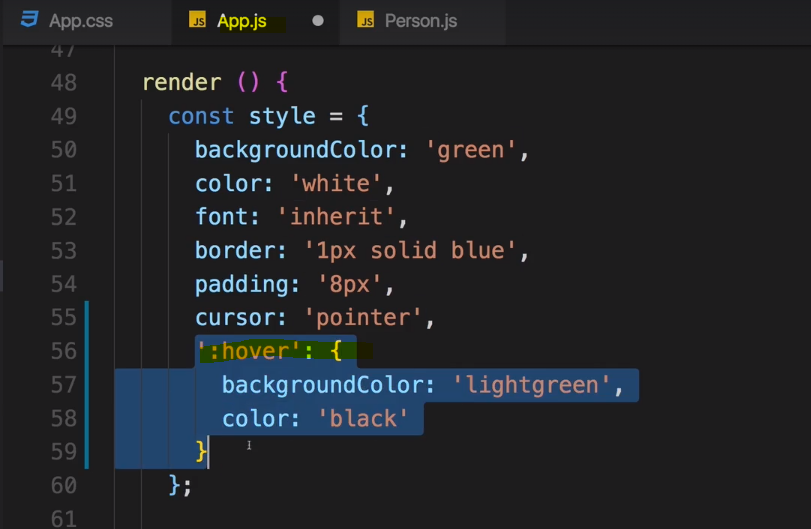 App.css JS App.js JS Person.js
47
48 render () {
49 const style = {
50 backgroundColor: 'green',
51 color: 'white',
52 font: 'inherit',
53 border: '1px solid blue',
54 padding: '8px',
55 cursor: 'pointer',
56 ':hover': {
57 backgroundColor: 'lightgreen',
58 color: 'black'
59 }
60 };
61